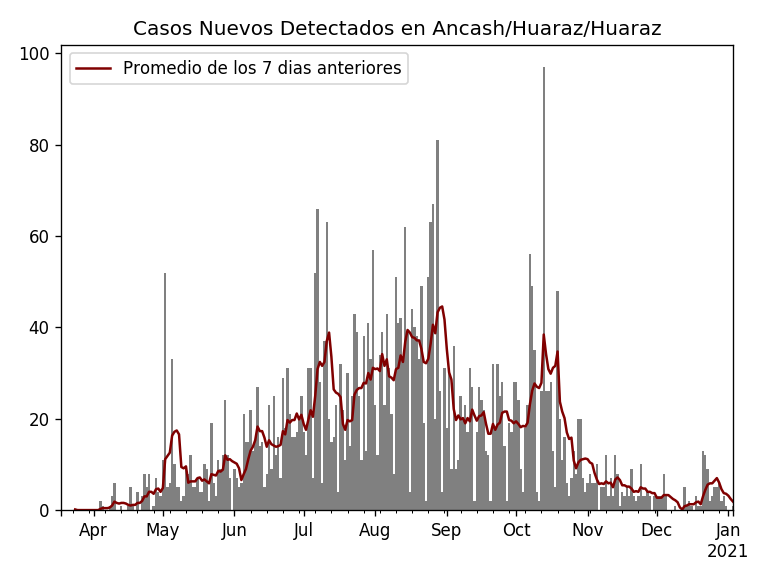 Casos Nuevos Detectados en Ancash/Huaraz/Huaraz
Promedio de los 7 dias anteriores
100
80
60
40
20
0
Apr May Jun Jul Aug Sep Oct Nov Dec Jan
2021